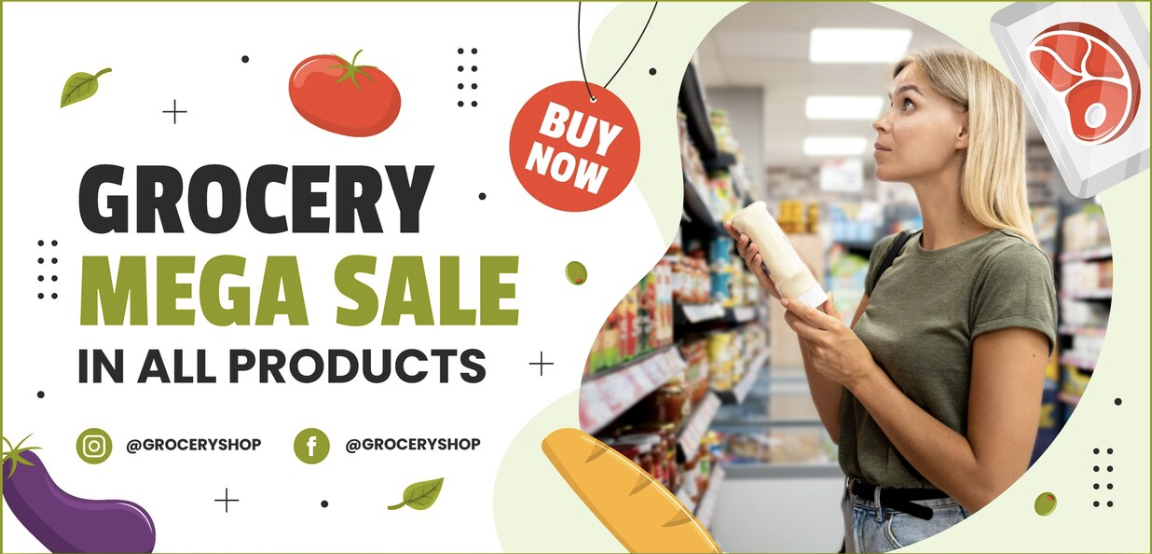 GROCERY
MEGA SALE
IN ALL PRODUCTS
@GROCERYSHOP
@GROCERYSHOP
BUY
NOW